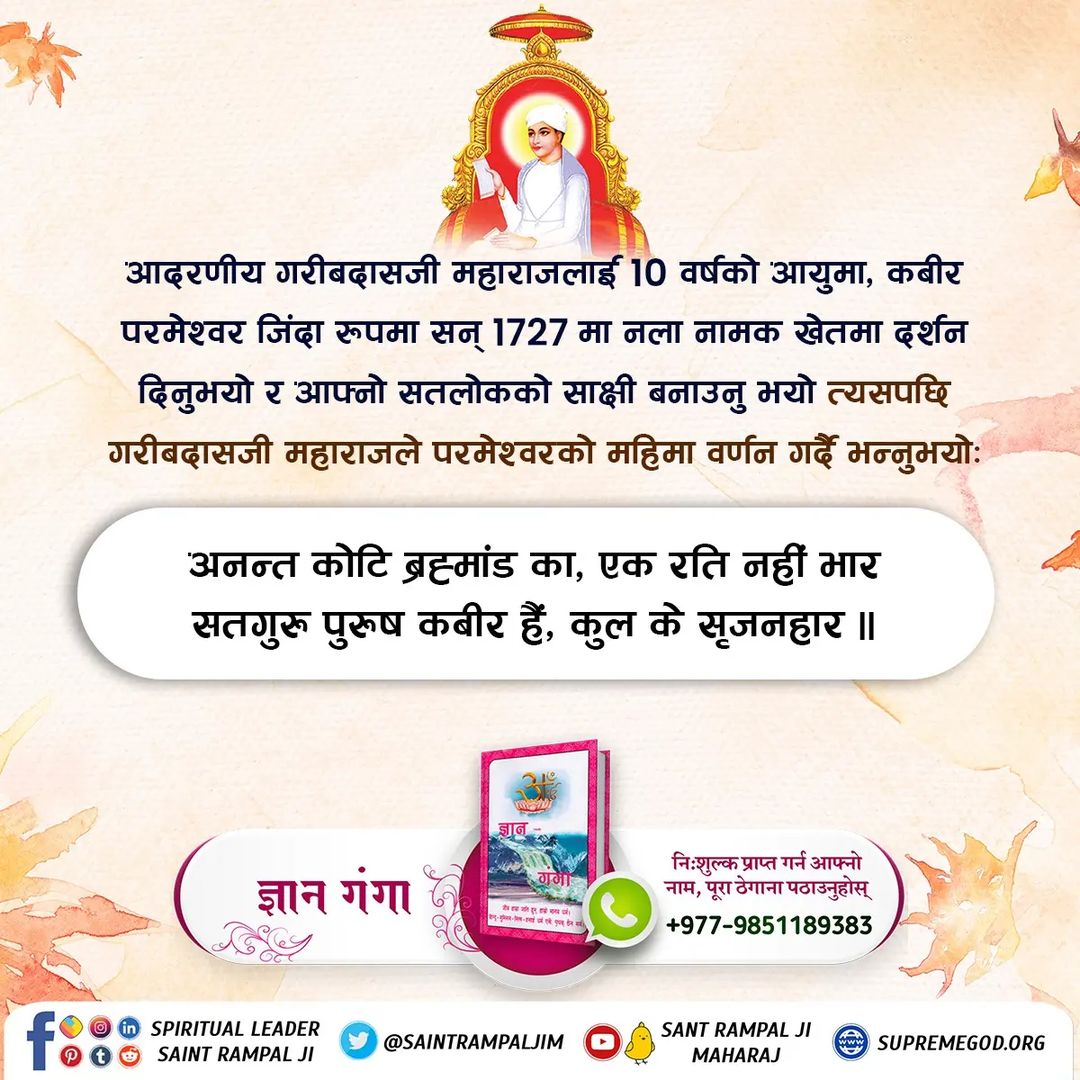 आदरणीय गरीबदासजी महाराजलाई 10 वर्षको आयुमा, कबीर
परमेश्वर जिंदा रूपमा सन् 1727 मा नला नामक खेतमा दर्शन
दिनुभयो र आफ्नो सतलोकको साक्षी बनाउनु भयो त्यसपछि
गरीबदासजी महाराजले परमेश्वरको महिमा वर्णन गर्दै भन्नुभयोः
अनन्त कोटि ब्रह्मांड का, एक रति नहीं भार
सतगुरू पुरूष कबीर हैं, कुल के सृजनहार ॥
ज्ञान गंगा
ज्ञान -
गंगा
निःशुल्क प्राप्त गर्न आफ्नो
नाम, पूरा ठेगाना पठाउनुहोस्
+977-9851189383
SPIRITUAL LEADER
SAINT RAMPAL JI
@SAINTRAMPALJIM
SANT RAMPAL JI
MAHARAJ
SUPREMEGOD.ORG